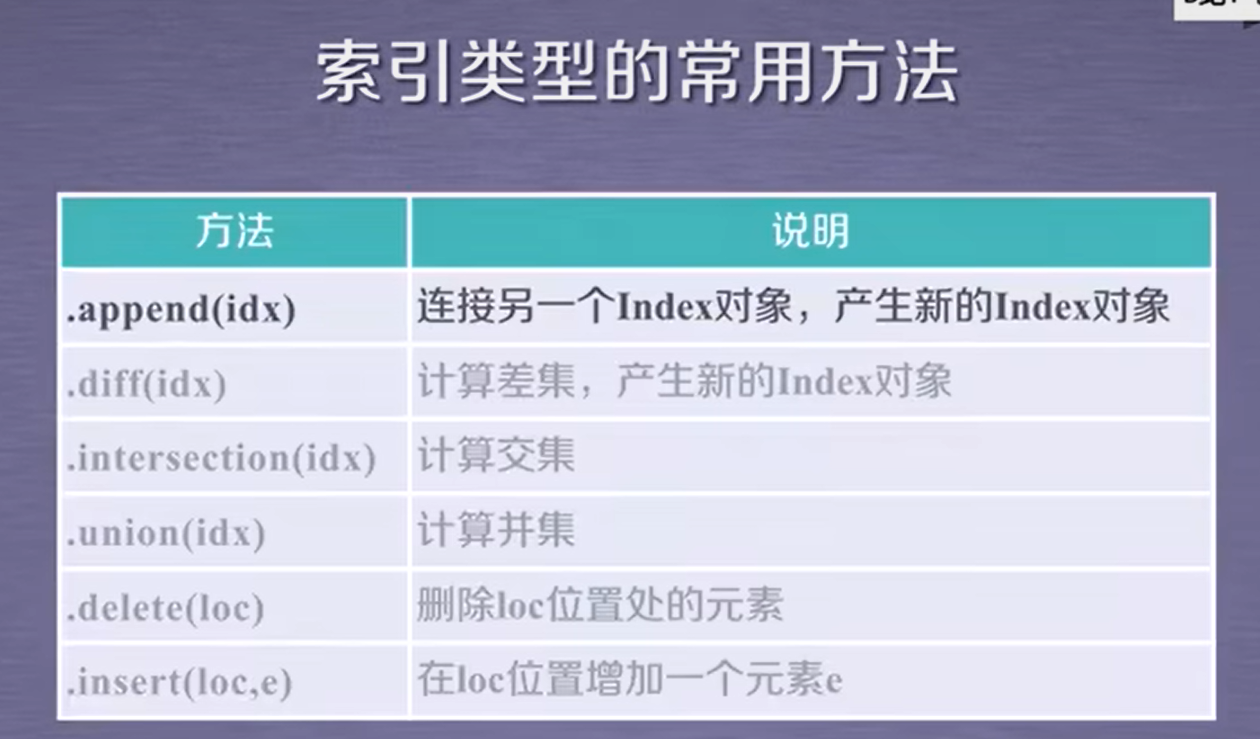 索引类型的常用方法
方法 说明
.append(idx) 连接另一个Index对象，产生新的Index对象
.diff(idx) 计算差集，产生新的Index对象
.intersection(idx) 计算交集
.union(idx) 计算并集
.delete(loc) 删除loc位置处的元素
.insert(loc,e) 在loc位置增加一个元素e